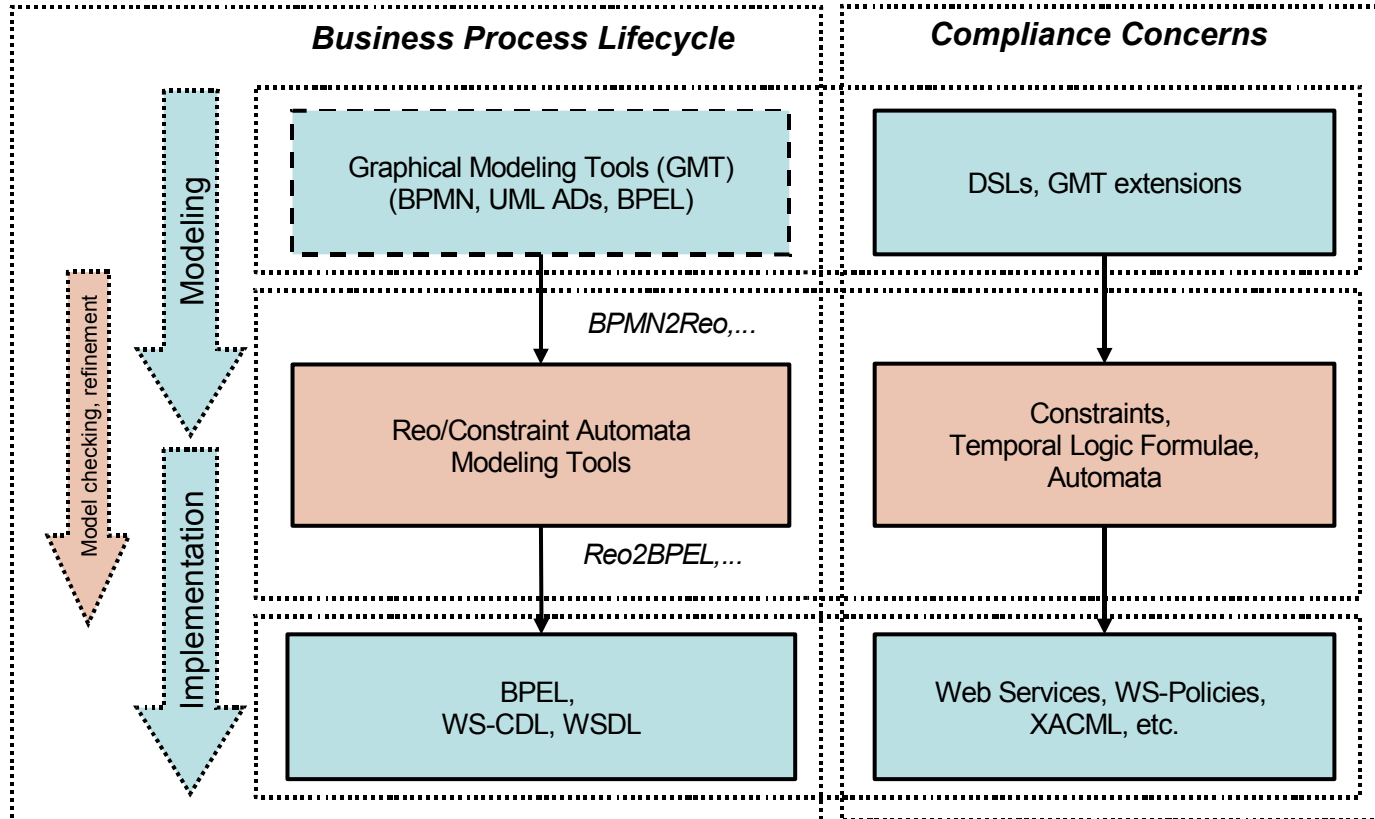 Business Process Lifecycle
Compliance Concerns
Modeling
Graphical Modeling Tools (GMT)
(BPMN, UML ADs, BPEL)
DSLs, GMT extensions
BPMN2Reo,...
Model checking, refinement
Reo/Constraint Automata
Modeling Tools
Constraints,
Temporal Logic Formulae,
Automata
Reo2BPEL,...
Implementation
BPEL,
WS-CDL, WSDL
Web Services, WS-Policies,
XACML, etc.